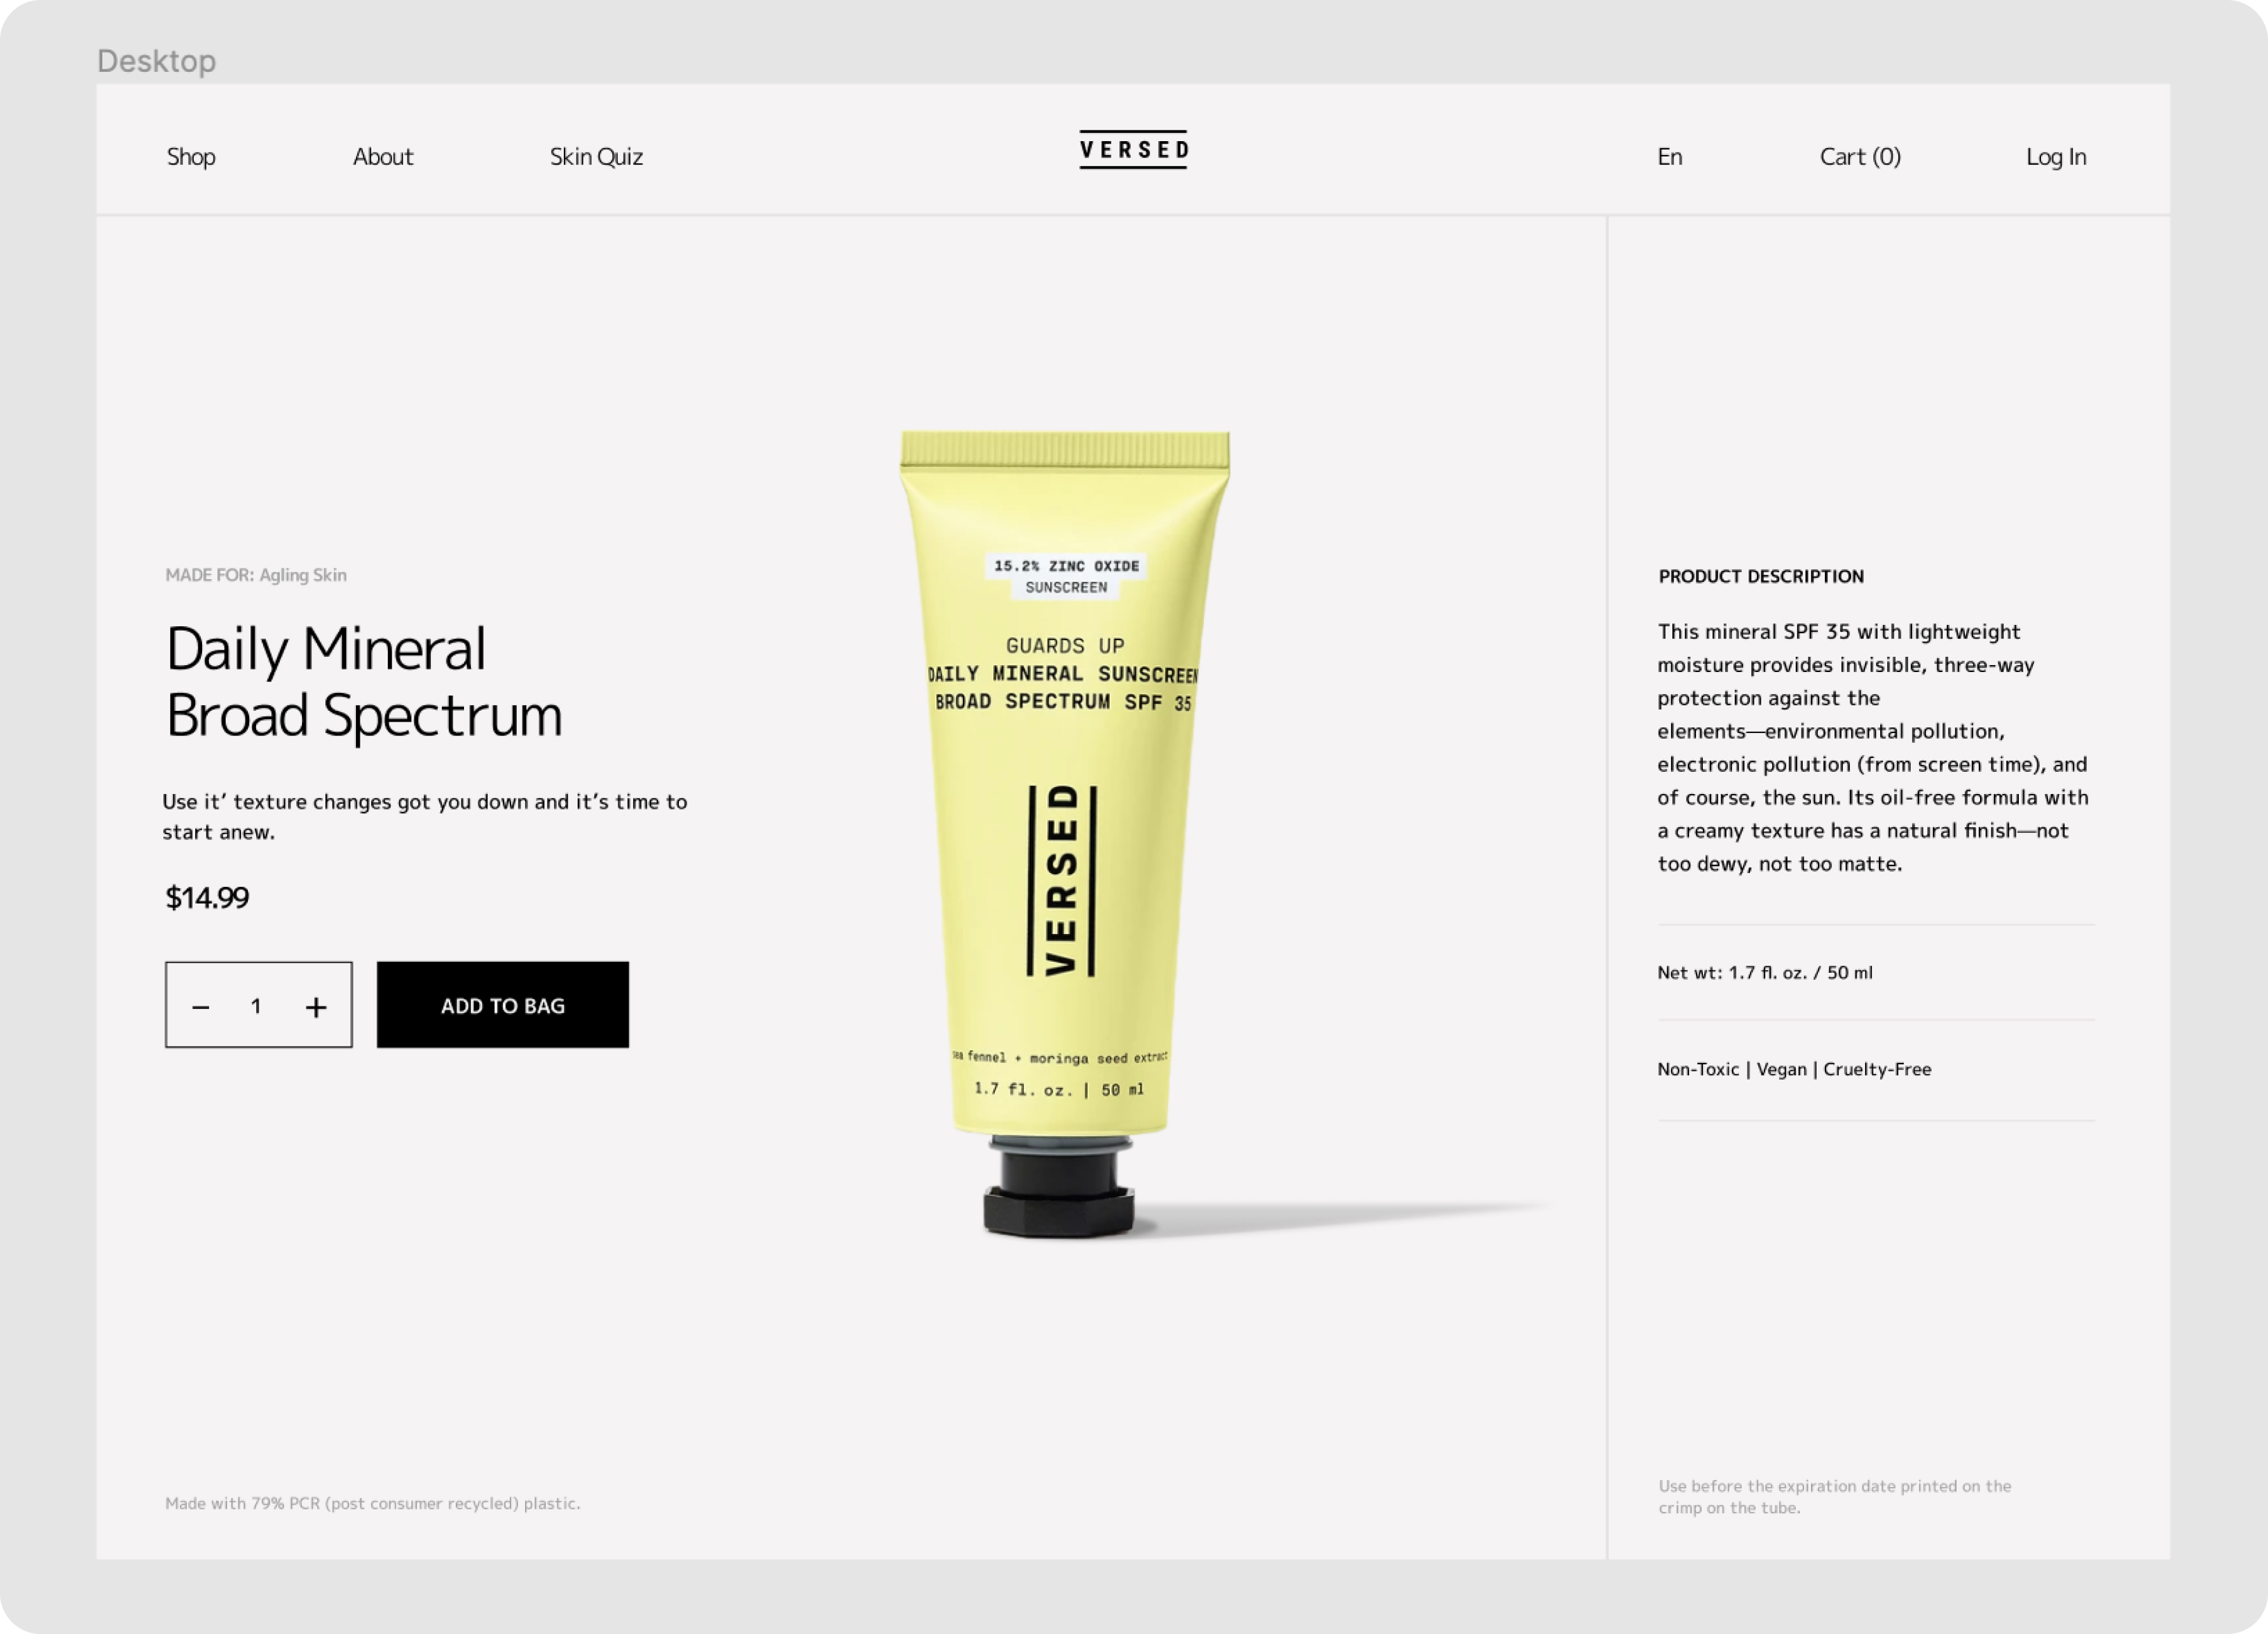 Desktop
Shop About Skin Quiz VERSED En Cart (0) Log In
MADE FOR: Agling Skin
Daily Mineral
Broad Spectrum
Use it’ texture changes got you down and it’s time to
start anew.
$14.99
− 1 + ADD TO BAG
Made with 79% PCR (post consumer recycled) plastic.
15.2% ZINC OXIDE
SUNSCREEN
GUARDS UP
DAILY MINERAL SUNSCREEN
BROAD SPECTRUM SPF 35
VERSED
sea fennel + moringa seed extract
1.7 fl. oz. | 50 ml
PRODUCT DESCRIPTION
This mineral SPF 35 with lightweight
moisture provides invisible, three-way
protection against the
elements—environmental pollution,
electronic pollution (from screen time), and
of course, the sun. Its oil-free formula with
a creamy texture has a natural finish—not
too dewy, not too matte.
Net wt: 1.7 fl. oz. / 50 ml
Non-Toxic | Vegan | Cruelty-Free
Use before the expiration date printed on the
crimp on the tube.